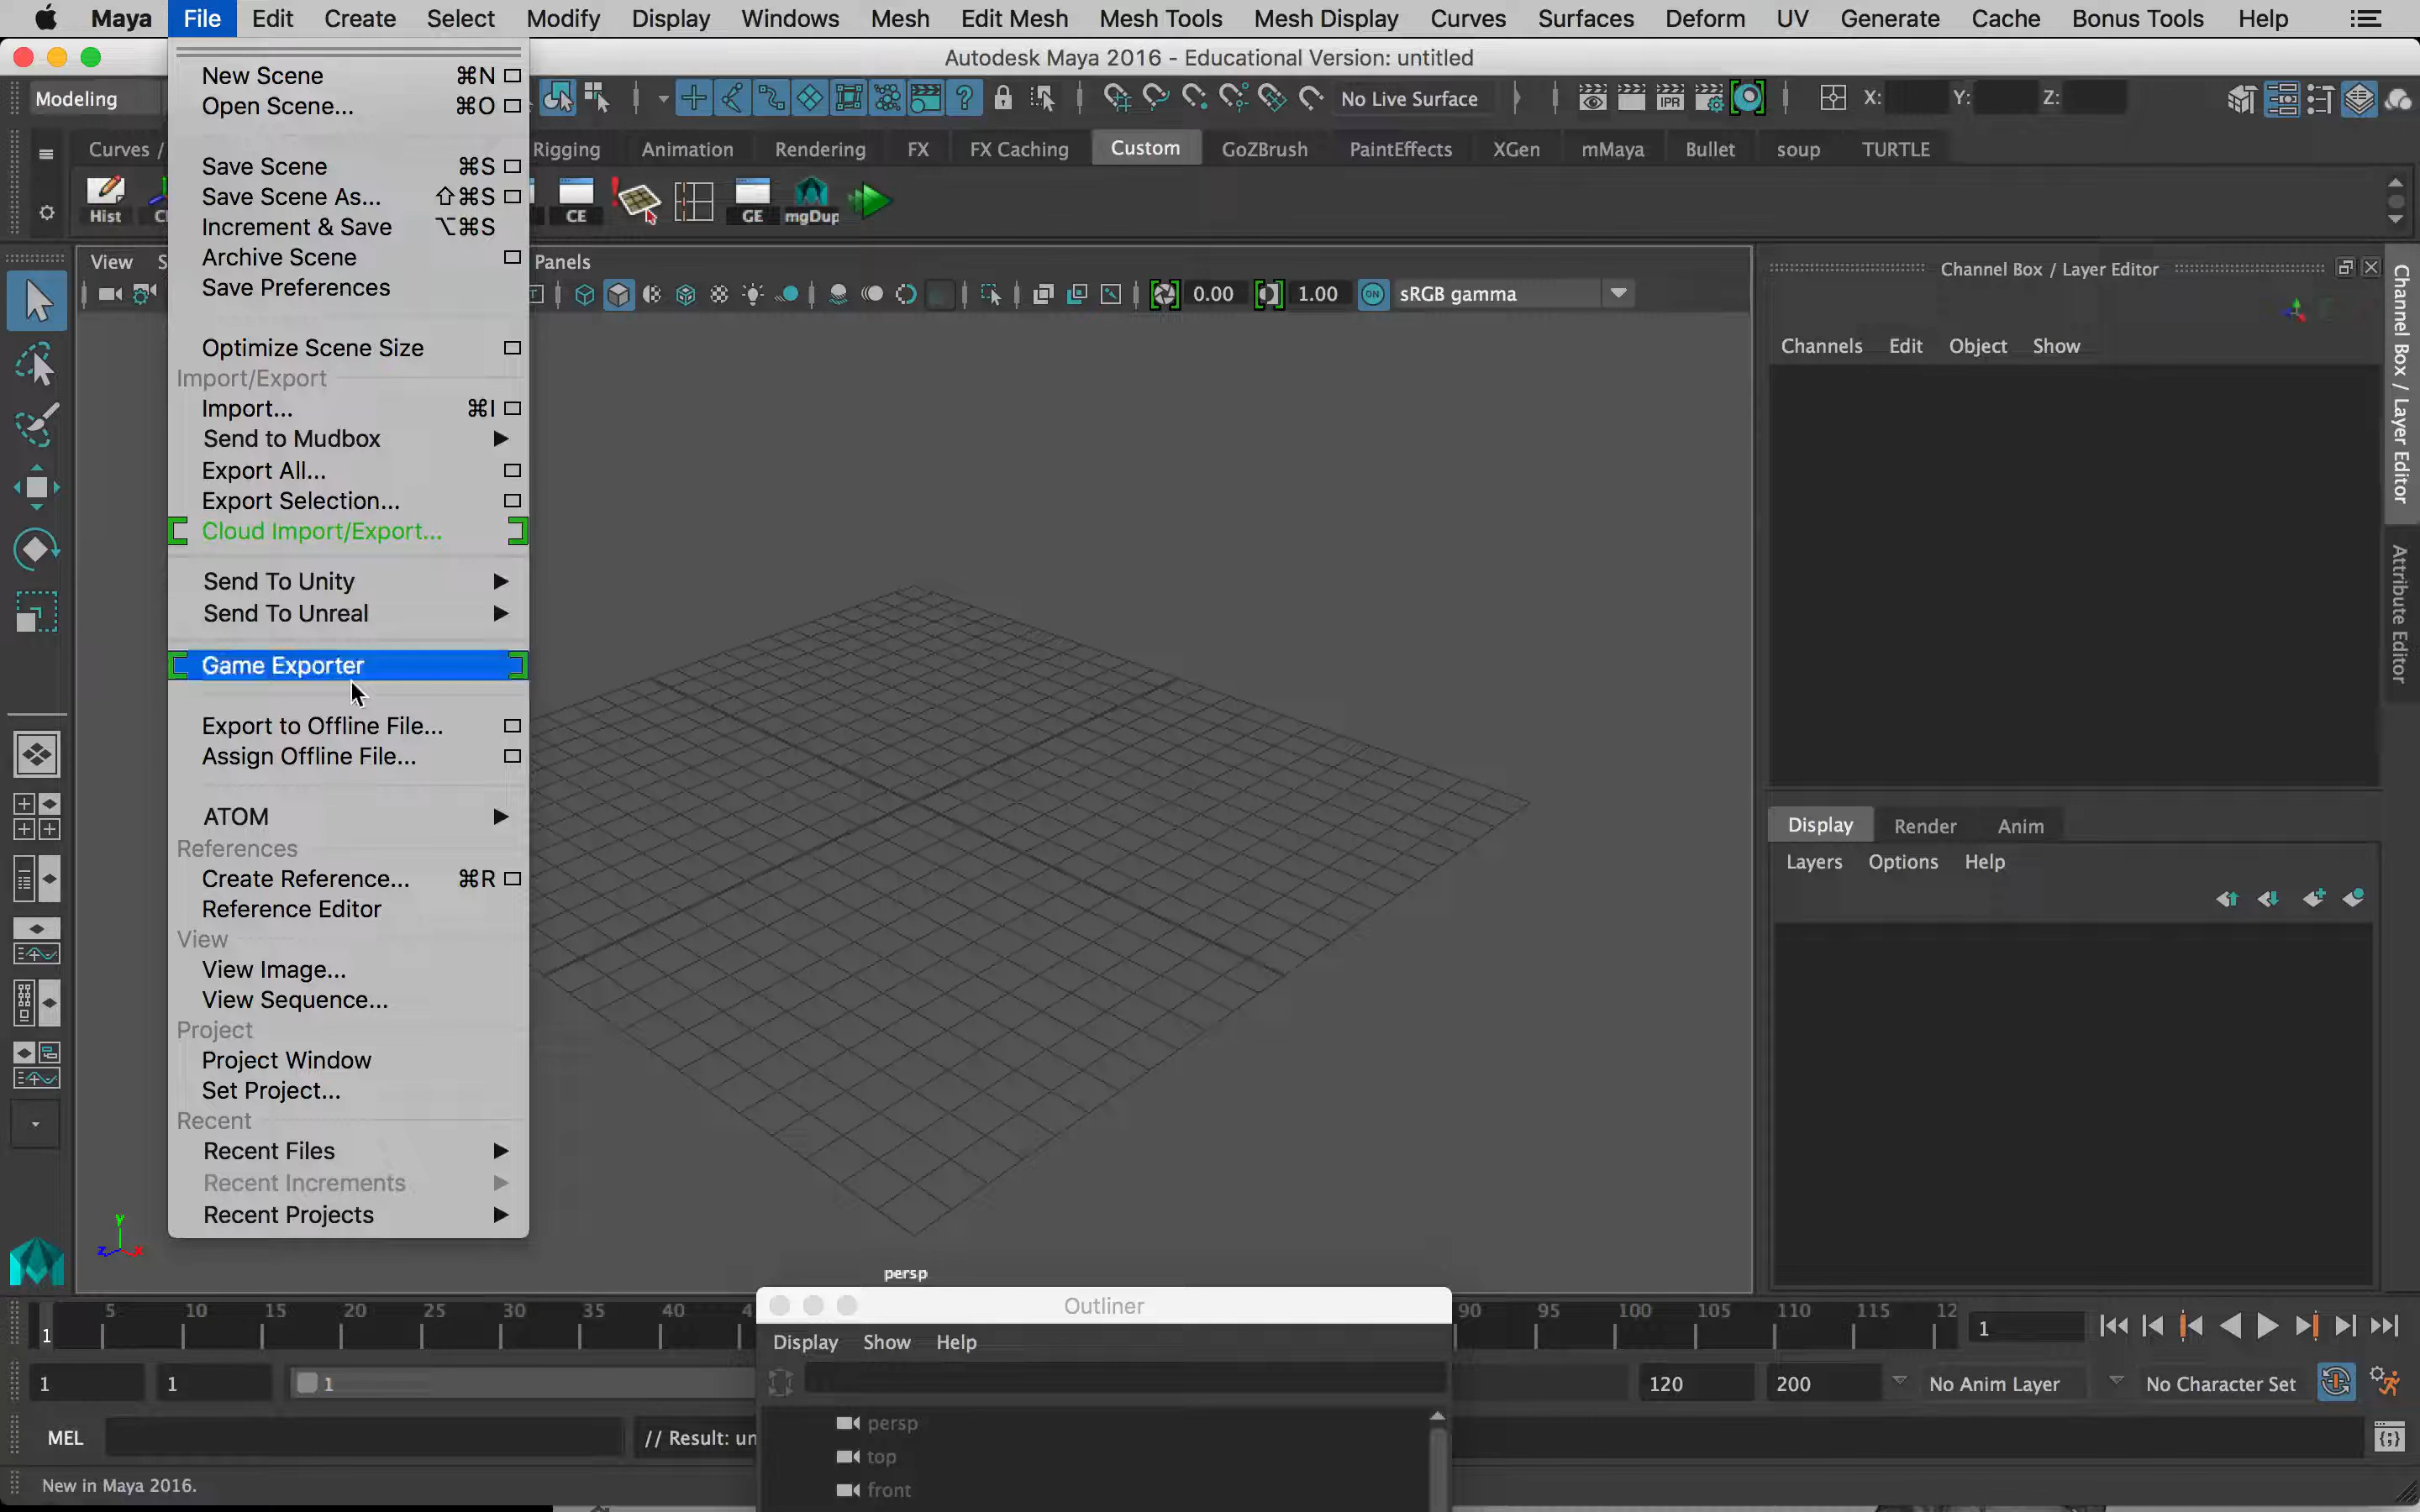 Maya File Edit Create Select Modify Display Windows Mesh Edit Mesh Mesh Tools Mesh Display Curves Surfaces Deform UV Generate Cache Bonus Tools Help
Autodesk Maya 2016 - Educational Version: untitled
Modeling
No Live Surface
X: Y: Z:
IPR
Curves / Rigging Animation Rendering FX FX Caching Custom GoZBrush PaintEffects XGen mMaya Bullet soup TURTLE
Hist CE GE mgDup
New Scene ⌘N
Open Scene... ⌘O
Save Scene ⌘S
Save Scene As... ⇧⌘S
Increment & Save ⌥⌘S
Archive Scene
Save Preferences
Optimize Scene Size
Import/Export
Import... ⌘I
Send to Mudbox
Export All...
Export Selection...
Cloud Import/Export...
Send To Unity
Send To Unreal
Game Exporter
Export to Offline File...
Assign Offline File...
ATOM
References
Create Reference... ⌘R
Reference Editor
View
View Image...
View Sequence...
Project
Project Window
Set Project...
Recent
Recent Files
Recent Increments
Recent Projects
View Panels
0.00 1.00 ON sRGB gamma
persp
y
z x
Channel Box / Layer Editor
Channels Edit Object Show
Channel Box / Layer Editor
Attribute Editor
Display Render Anim
Layers Options Help
5 10 15 20 25 30 35 40 90 95 100 105 110 115 12
1
1
Outliner
Display Show Help
persp
top
front
1 1 1 120 200 No Anim Layer No Character Set
MEL // Result: un
New in Maya 2016.